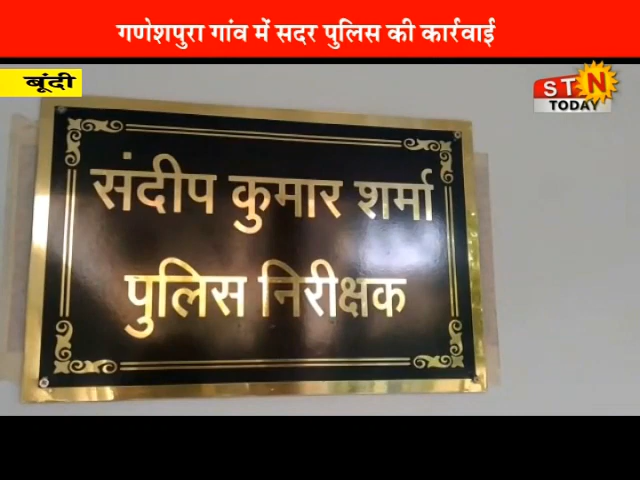 गणेशपुरा गांव में सदर पुलिस की कार्रवाई
बूंदी
STN
TODAY
संदीप कुमार शर्मा
पुलिस निरीक्षक